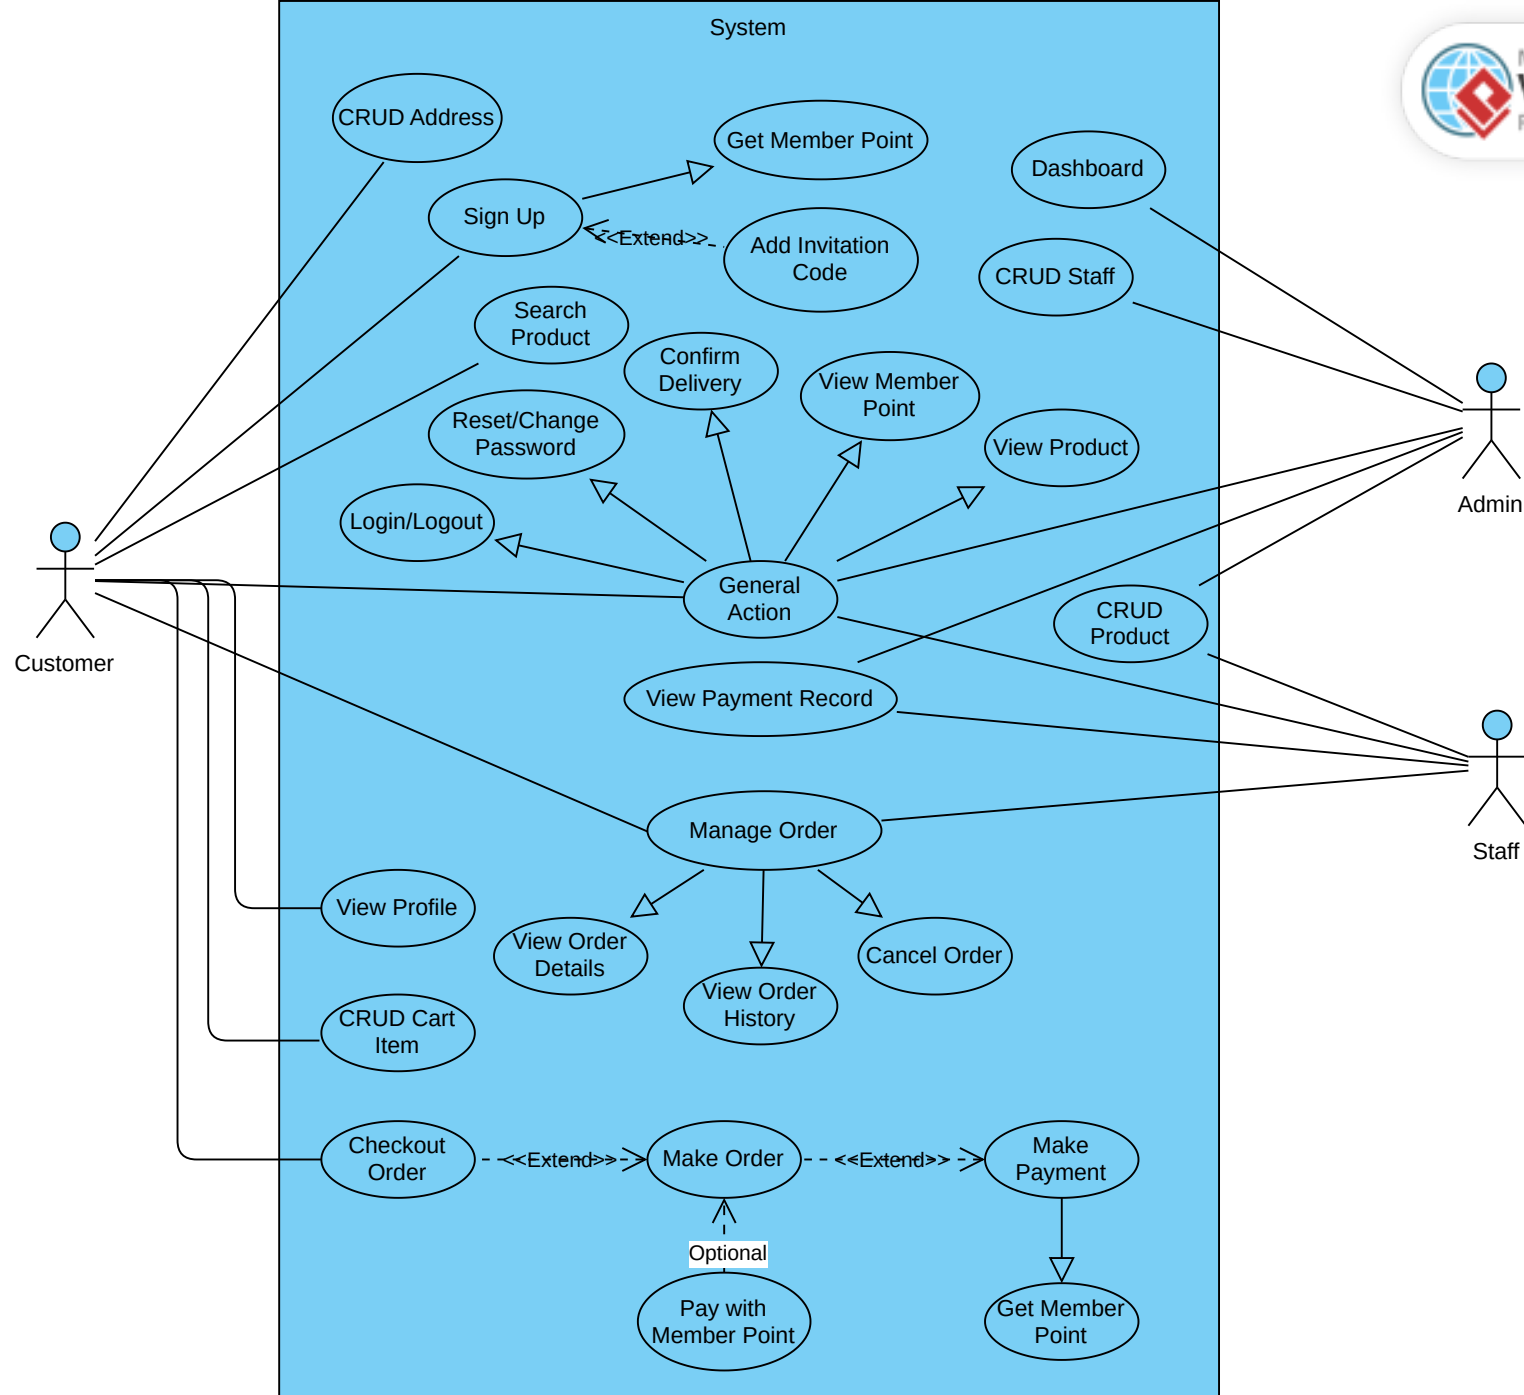 System
CRUD Address
Get Member Point
Dashboard
Sign Up
<<Extend>>
Add Invitation
Code
CRUD Staff
Search
Product
Confirm
Delivery
View Member
Point
Reset/Change
Password
View Product
Login/Logout
Admin
General
Action
CRUD
Product
Customer
View Payment Record
Manage Order
Staff
View Profile
View Order
Details
Cancel Order
View Order
History
CRUD Cart
Item
Checkout
Order
<<Extend>>
Make Order
<<Extend>>
Make
Payment
Optional
Pay with
Member Point
Get Member
Point